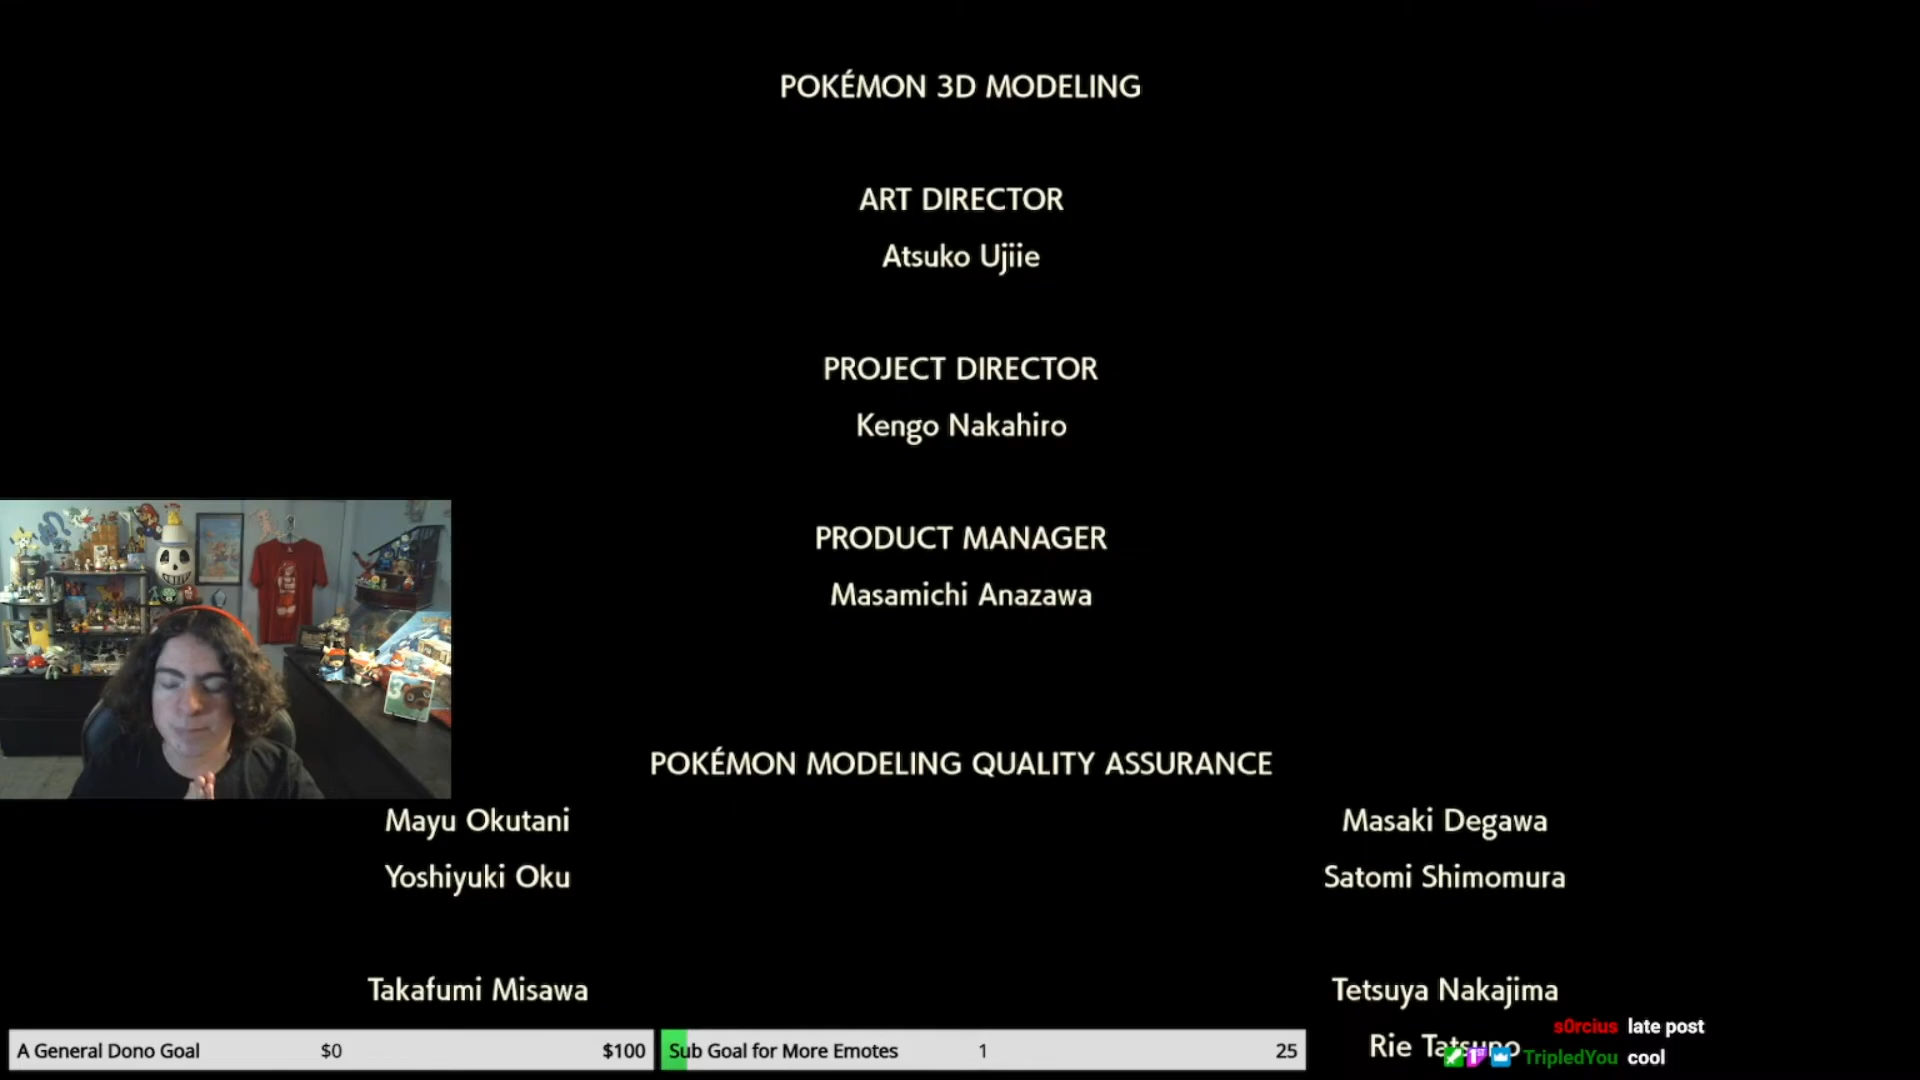 POKÉMON 3D MODELING
ART DIRECTOR
Atsuko Ujiie
PROJECT DIRECTOR
Kengo Nakahiro
PRODUCT MANAGER
Masamichi Anazawa
POKÉMON MODELING QUALITY ASSURANCE
Mayu Okutani Masaki Degawa
Yoshiyuki Oku Satomi Shimomura
Takafumi Misawa Tetsuya Nakajima
Rie Tatsuno
s0rcius late post
TripledYou cool
A General Dono Goal $0 $100
Sub Goal for More Emotes 1 25